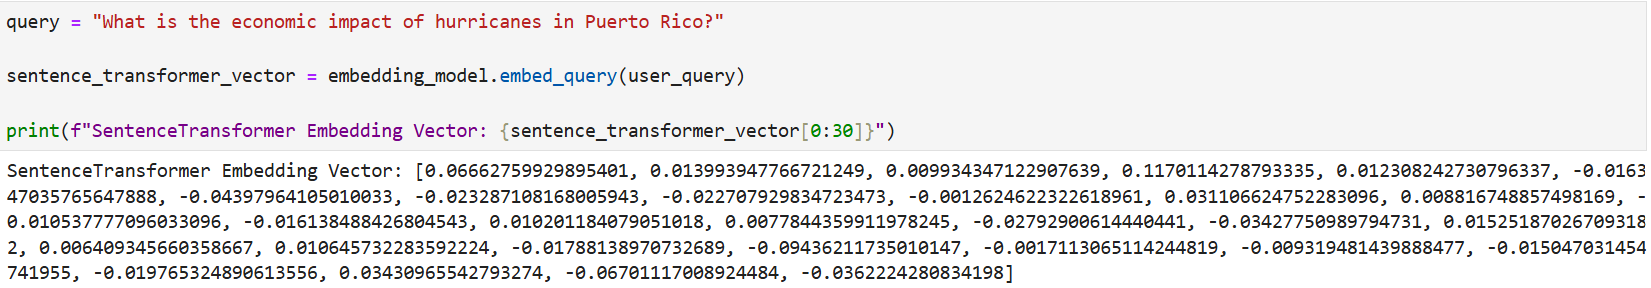 query = "What is the economic impact of hurricanes in Puerto Rico?"
sentence_transformer_vector = embedding_model.embed_query(user_query)
print(f"SentenceTransformer Embedding Vector: {sentence_transformer_vector[0:30]}")
SentenceTransformer Embedding Vector: [0.06662759929895401, 0.013993947766721249, 0.009934347122907639, 0.1170114278793335, 0.012308242730796337, -0.0163
47035765647888, -0.04397964105010033, -0.023287108168005943, -0.022707929834723473, -0.0012624622322618961, 0.031106624752283096, 0.008816748857498169, -
0.010537777096033096, -0.016138488426804543, 0.010201184079051018, 0.0077844359911978245, -0.02792900614440441, -0.03427750989794731, 0.01525187026709318
2, 0.006409345660358667, 0.010645732283592224, -0.01788138970732689, -0.09436211735010147, -0.0017113065114244819, -0.009319481439888477, -0.015047031454
741955, -0.019765324890613556, 0.03430965542793274, -0.06701117008924484, -0.0362224280834198]